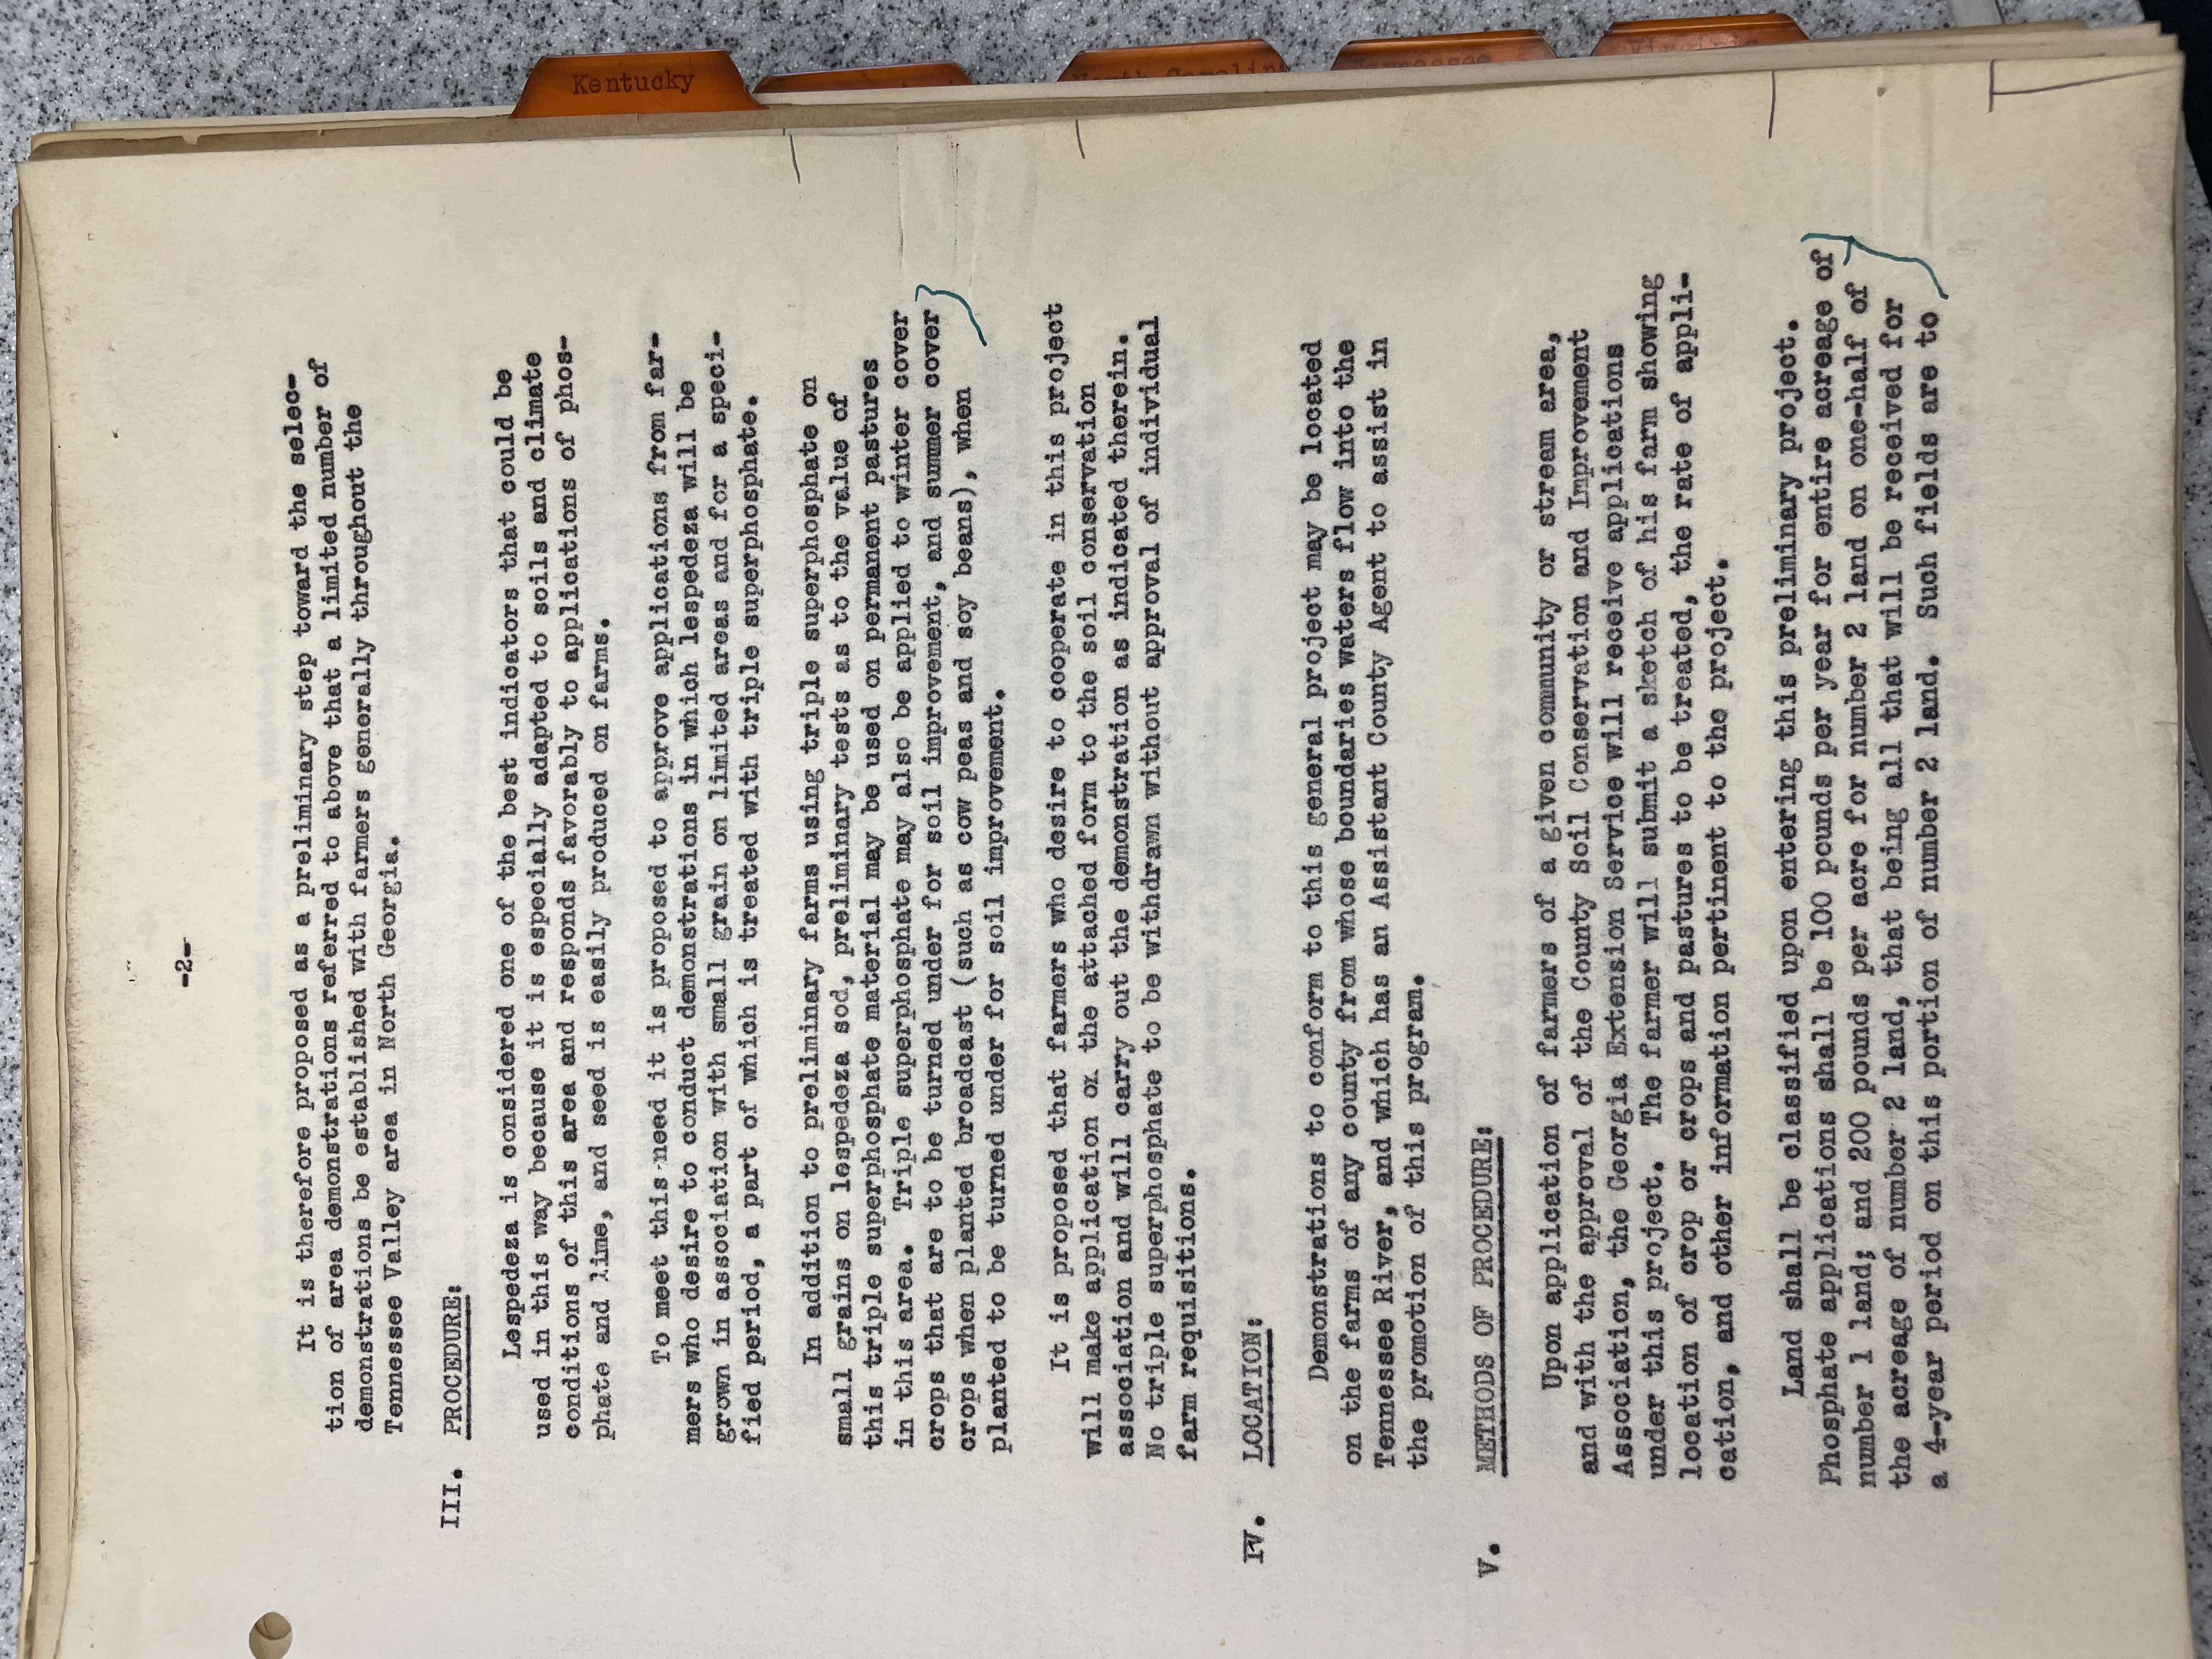 -2-
It is therefore proposed as a preliminary step toward the selec-
tion of area demonstrations referred to above that a limited number of
demonstrations be established with farmers generally throughout the
Tennessee Valley area in North Georgia.
III. PROCEDURE:
Lespedeza is considered one of the best indicators that could be
used in this way because it is especially adapted to soils and climate
conditions of this area and responds favorably to applications of phos-
phate and lime, and seed is easily produced on farms.
To meet this need it is proposed to approve applications from far-
mers who desire to conduct demonstrations in which lespedeza will be
grown in association with small grain on limited areas and for a speci-
fied period, a part of which is treated with triple superphosphate.
In addition to preliminary farms using triple superphosphate on
small grains on lespedeza sod, preliminary tests as to the value of
this triple superphosphate material may be used on permanent pastures
in this area. Triple superphosphate may also be applied to winter cover
crops that are to be turned under for soil improvement, and summer cover
crops when planted broadcast (such as cow peas and soy beans), when
planted to be turned under for soil improvement.
It is proposed that farmers who desire to cooperate in this project
will make application on the attached form to the soil conservation
association and will carry out the demonstration as indicated therein.
No triple superphosphate to be withdrawn without approval of individual
farm requisitions.
IV. LOCATION:
Demonstrations to conform to this general project may be located
on the farms of any county from whose boundaries waters flow into the
Tennessee River, and which has an Assistant County Agent to assist in
the promotion of this program.
V. METHODS OF PROCEDURE:
Upon application of farmers of a given community or stream area,
and with the approval of the County Soil Conservation and Improvement
Association, the Georgia Extension Service will receive applications
under this project. The farmer will submit a sketch of his farm showing
location of crop or crops and pastures to be treated, the rate of appli-
cation, and other information pertinent to the project.
Land shall be classified upon entering this preliminary project.
Phosphate applications shall be 100 pounds per year for entire acreage of
number 1 land; and 200 pounds per acre for number 2 land on one-half of
the acreage of number 2 land, that being all that will be received for
a 4-year period on this portion of number 2 land. Such fields are to
Kentucky